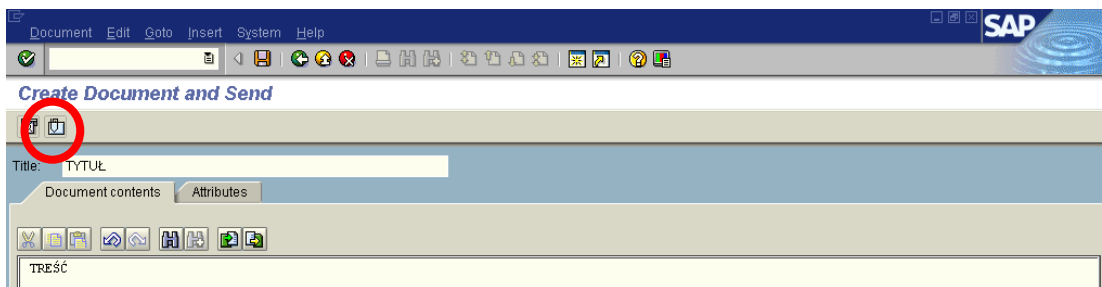 Document Edit Goto Insert System Help
SAP
Create Document and Send
Title: TYTUŁ
Document contents Attributes
TREŚĆ